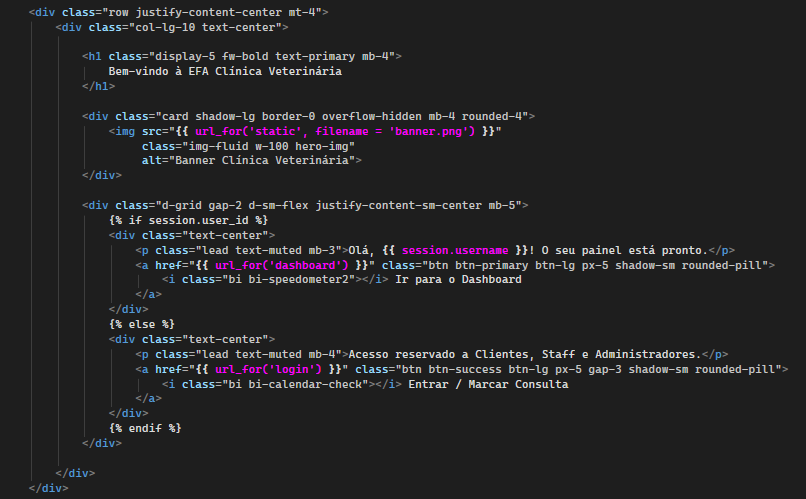 <div class="row justify-content-center mt-4">
<div class="col-lg-10 text-center">
<h1 class="display-5 fw-bold text-primary mb-4">
Bem-vindo à EFA Clínica Veterinária
</h1>
<div class="card shadow-lg border-0 overflow-hidden mb-4 rounded-4">
<img src="{{ url_for('static', filename = 'banner.png') }}"
class="img-fluid w-100 hero-img"
alt="Banner Clínica Veterinária">
</div>
<div class="d-grid gap-2 d-sm-flex justify-content-sm-center mb-5">
{% if session.user_id %}
<div class="text-center">
<p class="lead text-muted mb-3">Olá, {{ session.username }}! O seu painel está pronto.</p>
<a href="{{ url_for('dashboard') }}" class="btn btn-primary btn-lg px-5 shadow-sm rounded-pill">
<i class="bi bi-speedometer2"></i> Ir para o Dashboard
</a>
</div>
{% else %}
<div class="text-center">
<p class="lead text-muted mb-4">Acesso reservado a Clientes, Staff e Administradores.</p>
<a href="{{ url_for('login') }}" class="btn btn-success btn-lg px-5 gap-3 shadow-sm rounded-pill">
<i class="bi bi-calendar-check"></i> Entrar / Marcar Consulta
</a>
</div>
{% endif %}
</div>
</div>
</div>